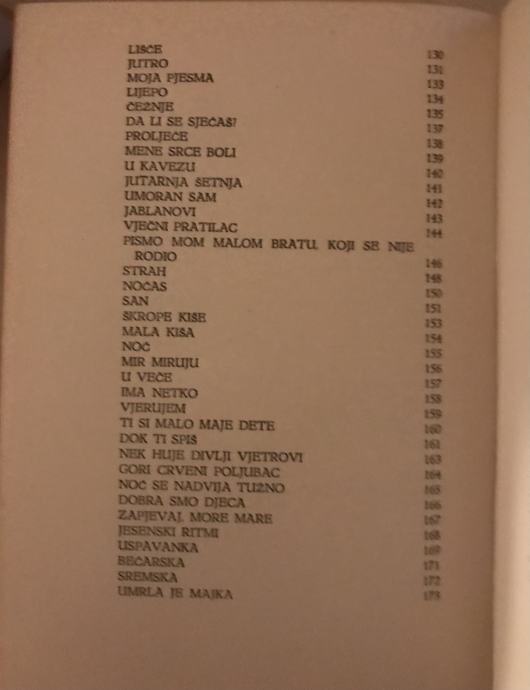 LIŠĆE 130
JUTRO 131
MOJA PJESMA 133
LIJEPO 134
ČEŽNJE 135
DA LI SE SJEĆAŠ? 137
PROLJEĆE 138
MENE SRCE BOLI 139
U KAVEZU 140
JUTARNJA ŠETNJA 141
UMORAN SAM 142
JABLANOVI 143
VJEČNI PRATILAC 144
PISMO MOM MALOM BRATU, KOJI SE NIJE
RODIO 146
STRAH 148
NOĆAS 150
SAN 151
ŠKROPE KIŠE 153
MALA KIŠA 154
NOĆ 155
MIR MIRUJU 156
U VEČE 157
IMA NETKO 158
VJERUJEM 159
TI SI MALO MAJE DETE 160
DOK TI SPIŠ 161
NEK HUJE DIVLJI VJETROVI 163
GORI CRVENI POLJUBAC 164
NOĆ SE NADVIJA TUŽNO 165
DOBRA SMO DJECA 166
ZAPJEVAJ, MORE MARE 167
JESENSKI RITMI 168
USPAVANKA 169
BEĆARSKA 171
SREMSKA 172
UMRLA JE MAJKA 173